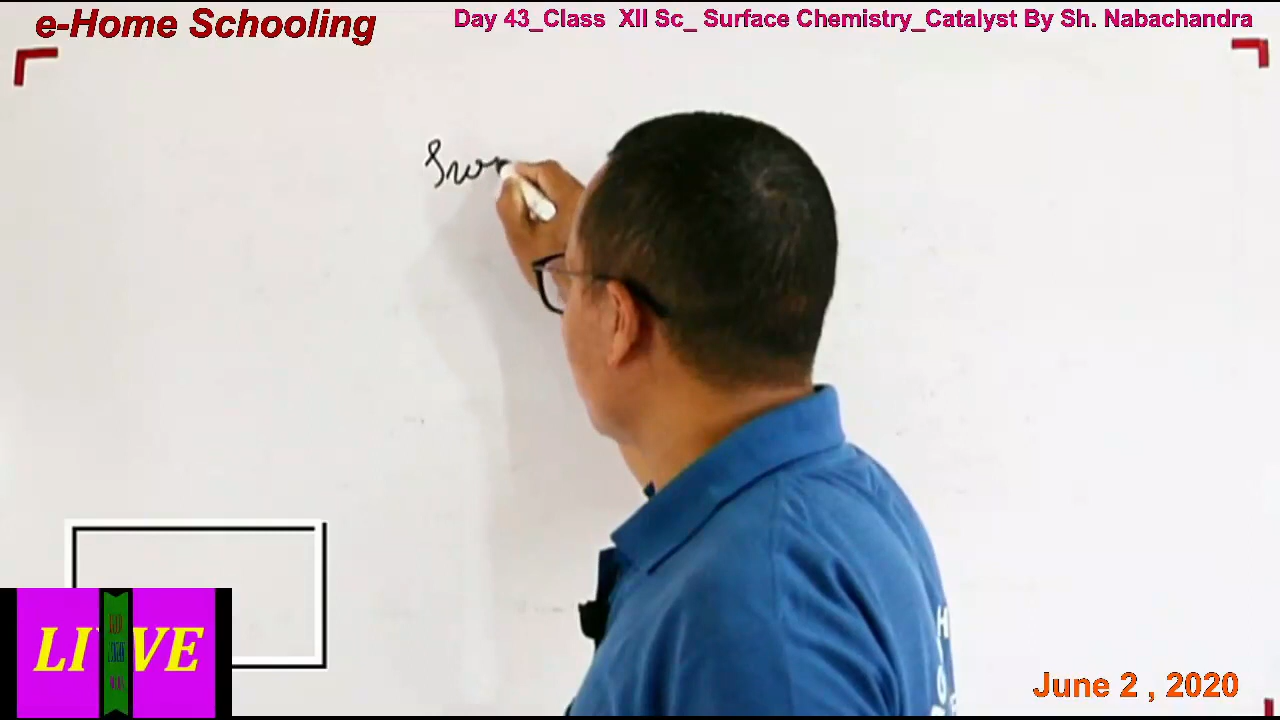 e-Home Schooling
Day 43_Class XII Sc_ Surface Chemistry_Catalyst By Sh. Nabachandra
LIVE
June 2 , 2020